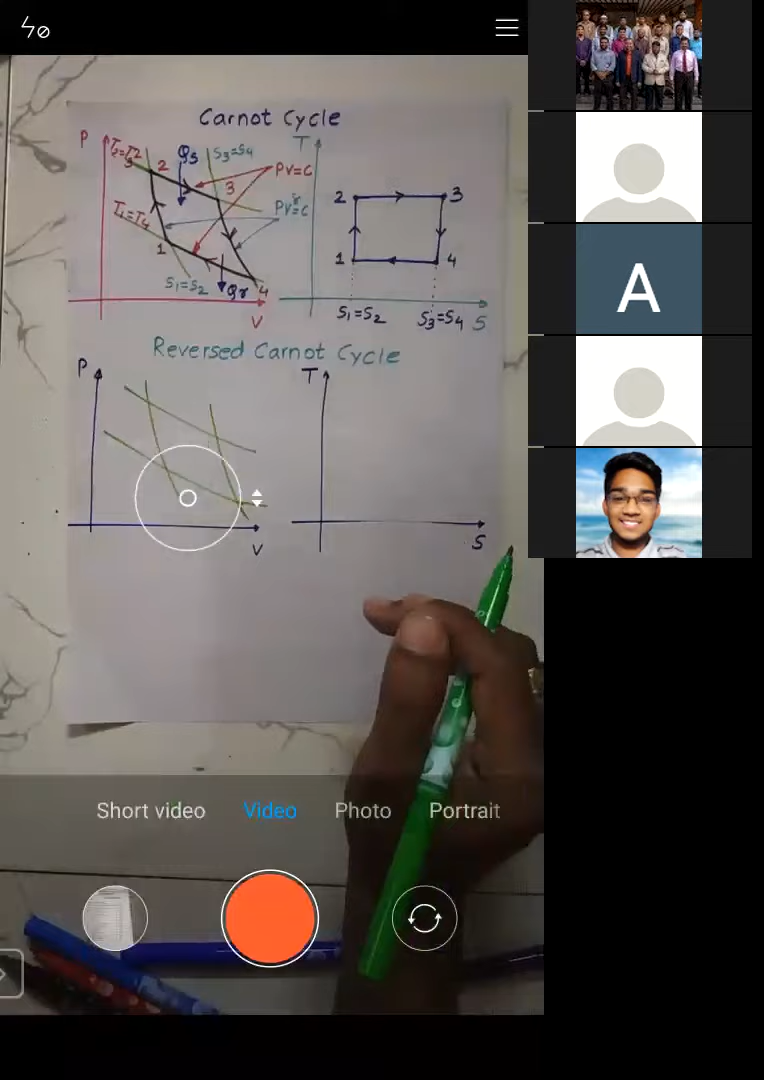 Carnot Cycle
P
T2=T3
2
Qs
S3=S4
PV=C
3
T1=T4
PVγ=C
1
S1=S2
Qr
4
V
T
2
3
1
4
S1=S2
S3=S4
S
Reversed Carnot Cycle
P
V
T
S
A
Short video
Video
Photo
Portrait